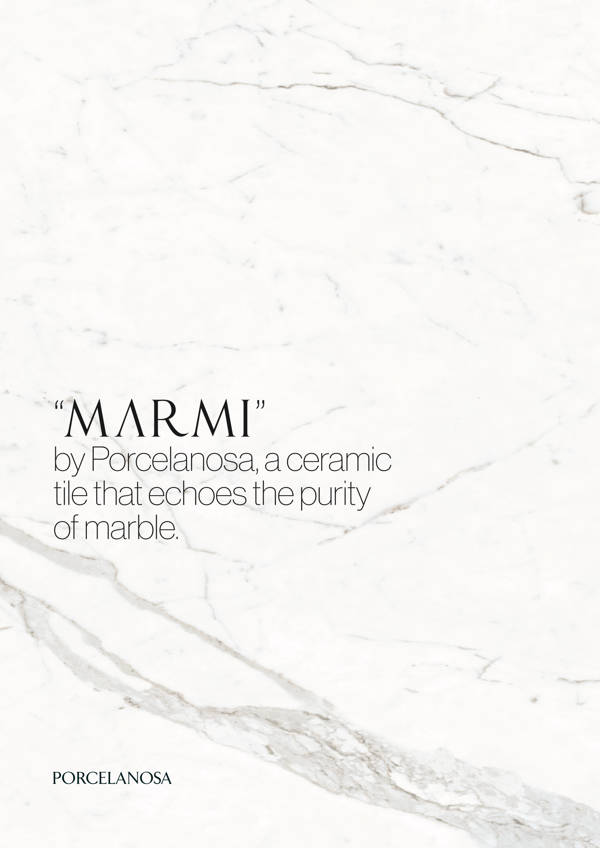 “MARMI”
by Porcelanosa, a ceramic
tile that echoes the purity
of marble.
PORCELANOSA